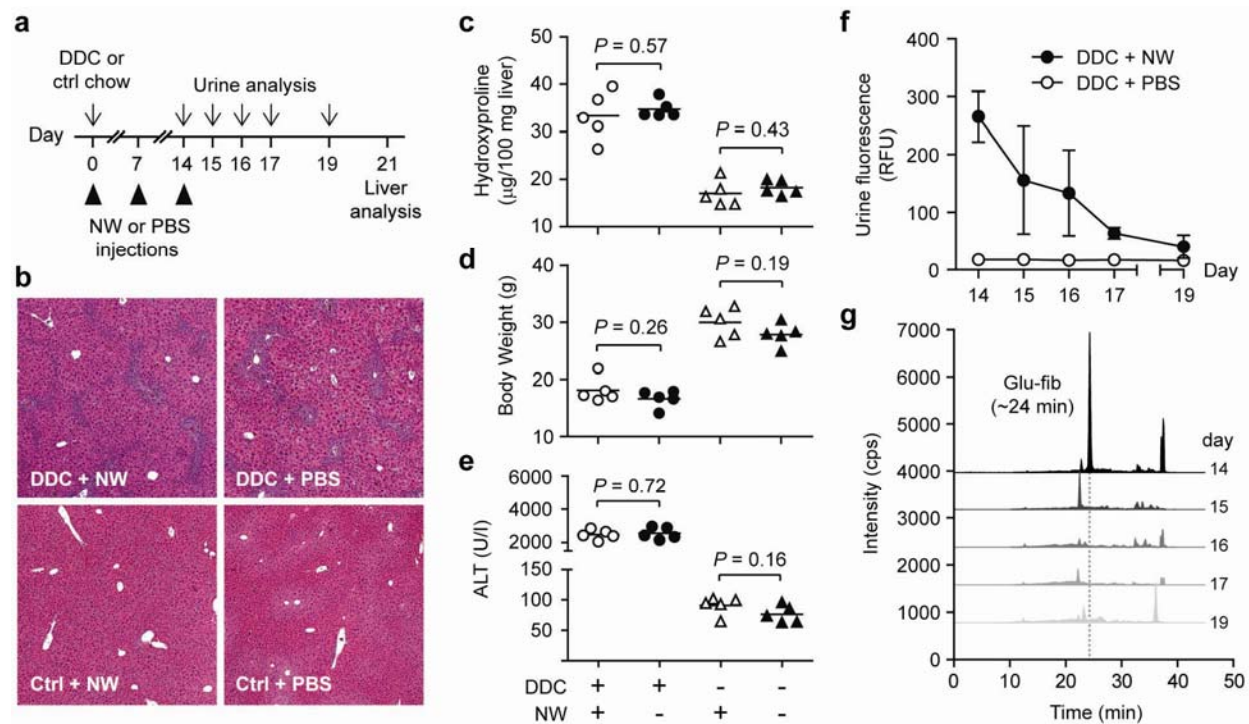 a
DDC or
ctrl chow
Urine analysis
Day
0 7 14 15 16 17 19 21
Liver
analysis
NW or PBS
injections
b
DDC + NW
DDC + PBS
Ctrl + NW
Ctrl + PBS
c
Hydroxyproline
(µg/100 mg liver)
50
40
30
20
10
P = 0.57
P = 0.43
d
Body Weight (g)
40
30
20
10
P = 0.26
P = 0.19
e
ALT (U/l)
6000
4000
2000
150
100
50
P = 0.72
P = 0.16
DDC + + - -
NW + - + -
f
Urine fluorescence
(RFU)
400
300
200
100
0
DDC + NW
DDC + PBS
14 15 16 17 19
Day
g
Intensity (cps)
7000
6000
5000
4000
3000
2000
1000
0
Glu-fib
(~24 min)
day
14
15
16
17
19
0 10 20 30 40 50
Time (min)